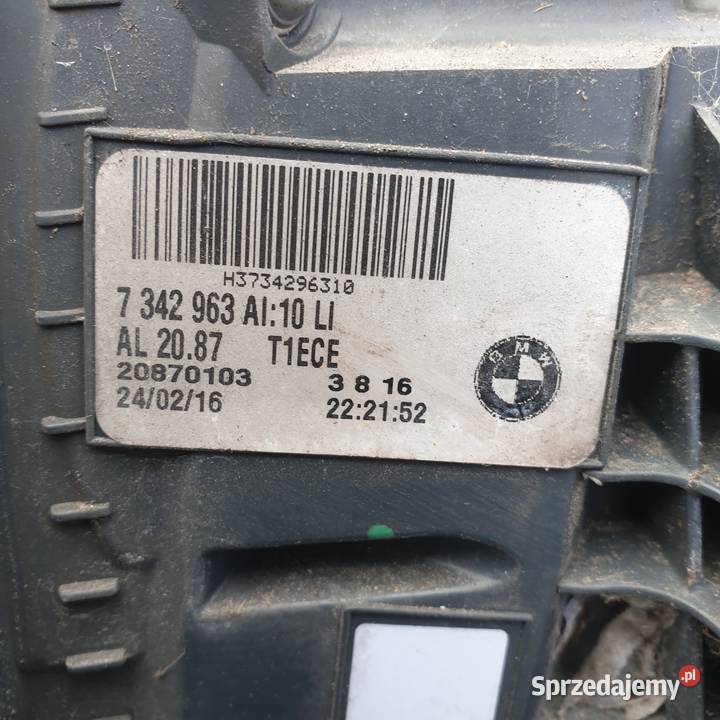 H3734296310
7 342 963 AI:10 LI
AL 20.87 T1ECE
20870103 3 8 16
24/02/16 22:21:52
BMW
Sprzedajemy.pl